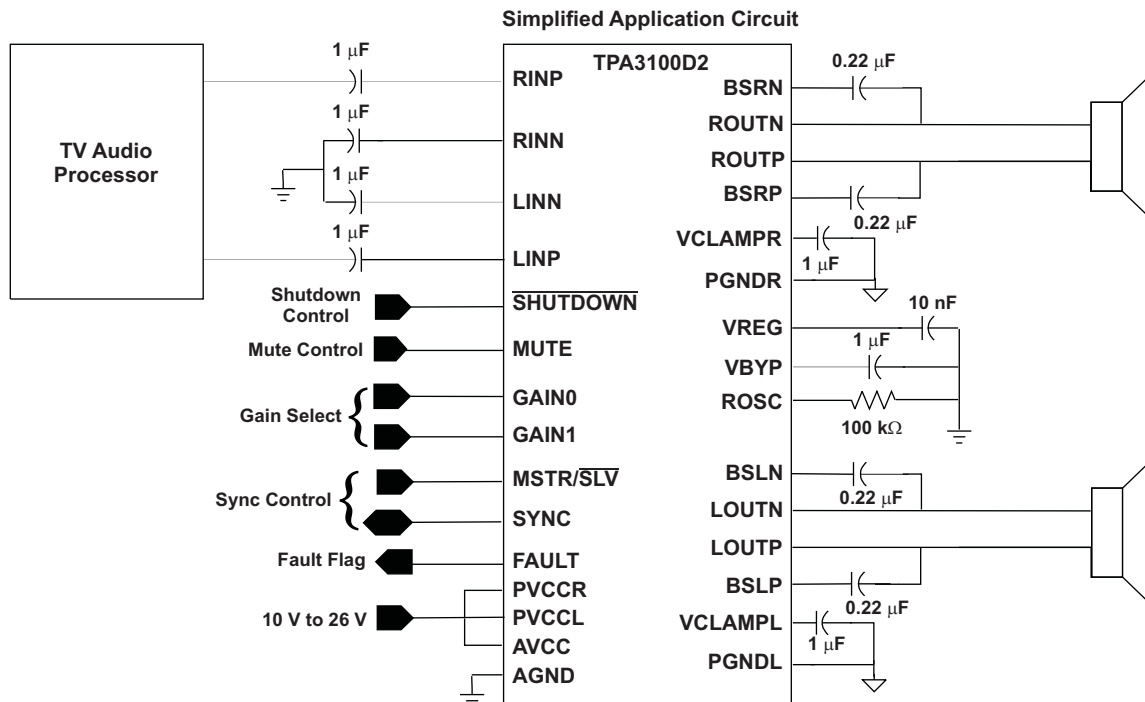 Simplified Application Circuit
TV Audio
Processor
1 μF
1 μF
1 μF
1 μF
Shutdown
Control
Mute Control
Gain Select
Sync Control
Fault Flag
10 V to 26 V
TPA3100D2
RINP
RINN
LINN
LINP
SHUTDOWN
MUTE
GAIN0
GAIN1
MSTR/SLV
SYNC
FAULT
PVCCR
PVCCL
AVCC
AGND
BSRN
ROUTN
ROUTP
BSRP
VCLAMPR
PGNDR
VREG
VBYP
ROSC
BSLN
LOUTN
LOUTP
BSLP
VCLAMPL
PGNDL
0.22 μF
0.22 μF
1 μF
10 nF
1 μF
100 kΩ
0.22 μF
0.22 μF
1 μF